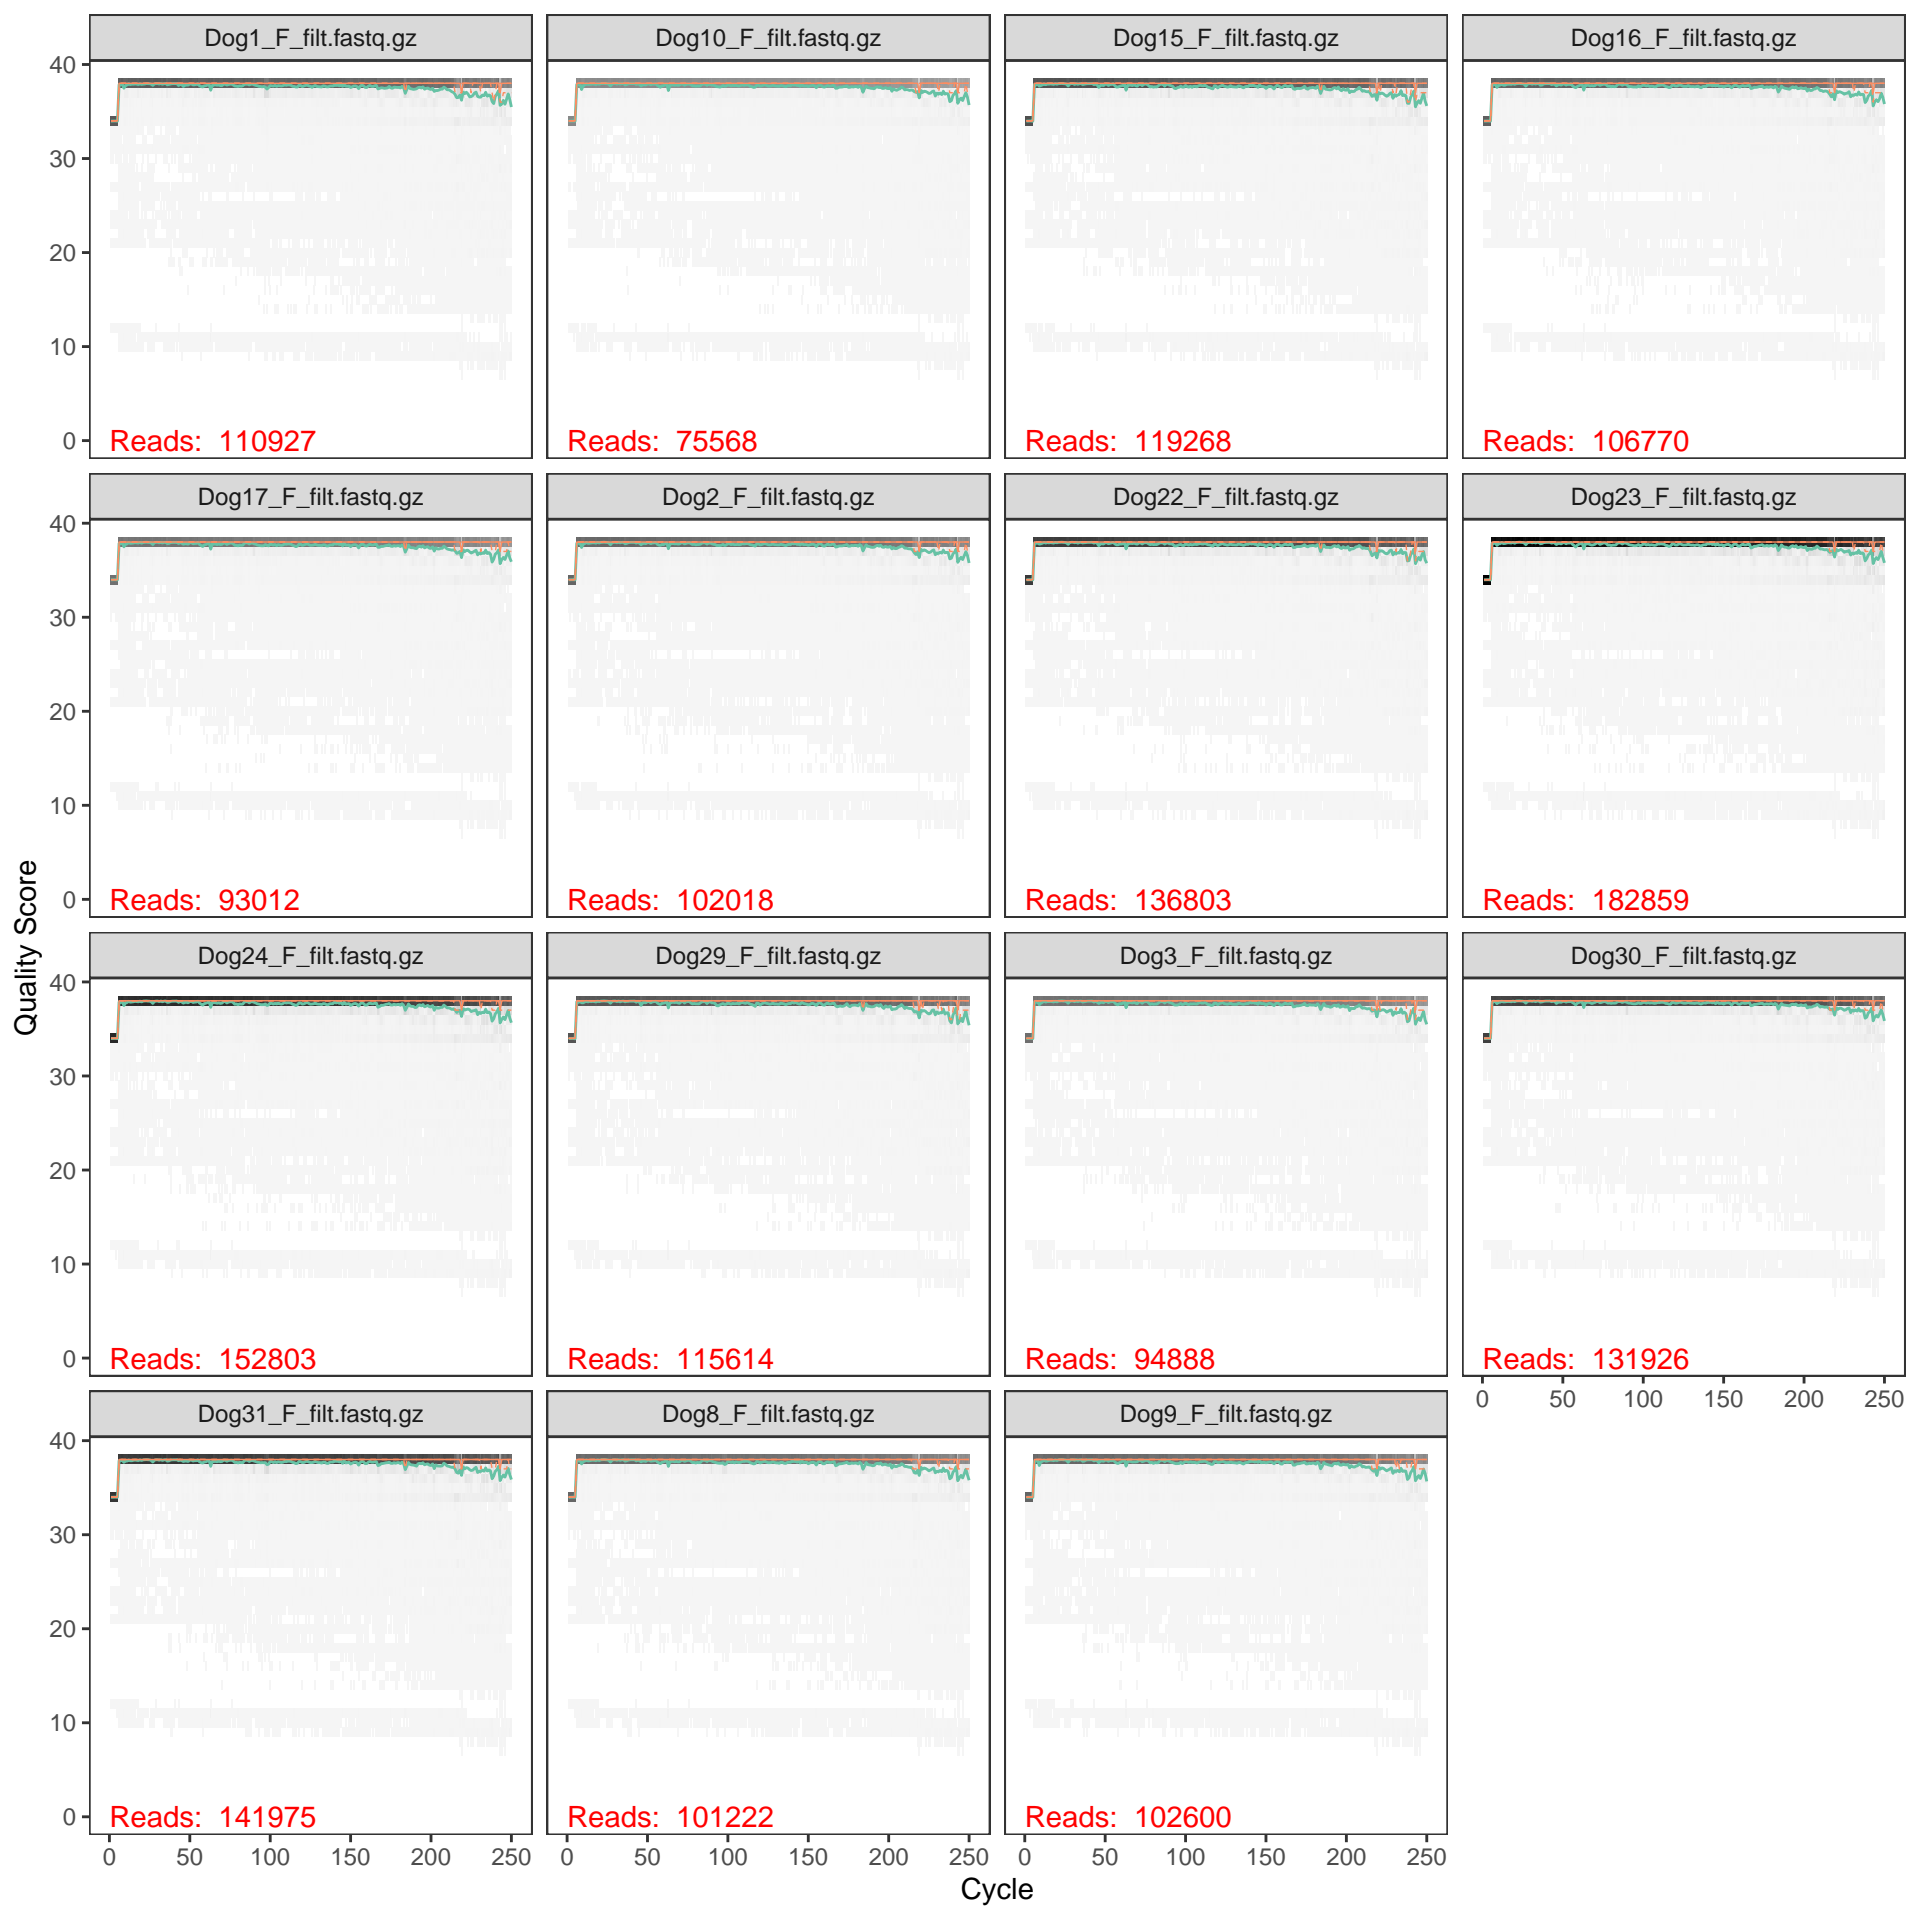 Dog1_F_filt.fastq.gz
Dog10_F_filt.fastq.gz
Dog15_F_filt.fastq.gz
Dog16_F_filt.fastq.gz
40
30
20
10
0
Reads: 110927
Reads: 75568
Reads: 119268
Reads: 106770
Dog17_F_filt.fastq.gz
Dog2_F_filt.fastq.gz
Dog22_F_filt.fastq.gz
Dog23_F_filt.fastq.gz
40
30
20
10
0
Reads: 93012
Reads: 102018
Reads: 136803
Reads: 182859
Quality Score
Dog24_F_filt.fastq.gz
Dog29_F_filt.fastq.gz
Dog3_F_filt.fastq.gz
Dog30_F_filt.fastq.gz
40
30
20
10
0
Reads: 152803
Reads: 115614
Reads: 94888
Reads: 131926
0 50 100 150 200 250
Dog31_F_filt.fastq.gz
Dog8_F_filt.fastq.gz
Dog9_F_filt.fastq.gz
40
30
20
10
0
Reads: 141975
Reads: 101222
Reads: 102600
0 50 100 150 200 250
0 50 100 150 200 250
0 50 100 150 200 250
Cycle